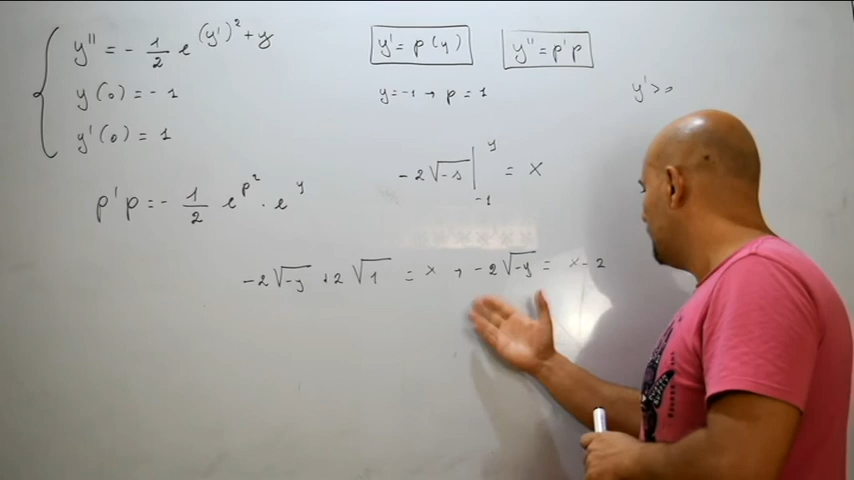 y'' = - 1/2 e^((y')^2 + y)
y(0) = -1
y'(0) = 1
y' = p(y)
y'' = p'p
y=-1 → p = 1
y'>0
p'p = - 1/2 e^(p^2) · e^y
-2√(-s) |_(-1)^y = x
-2√(-y) + 2√1 = x → -2√(-y) = x-2